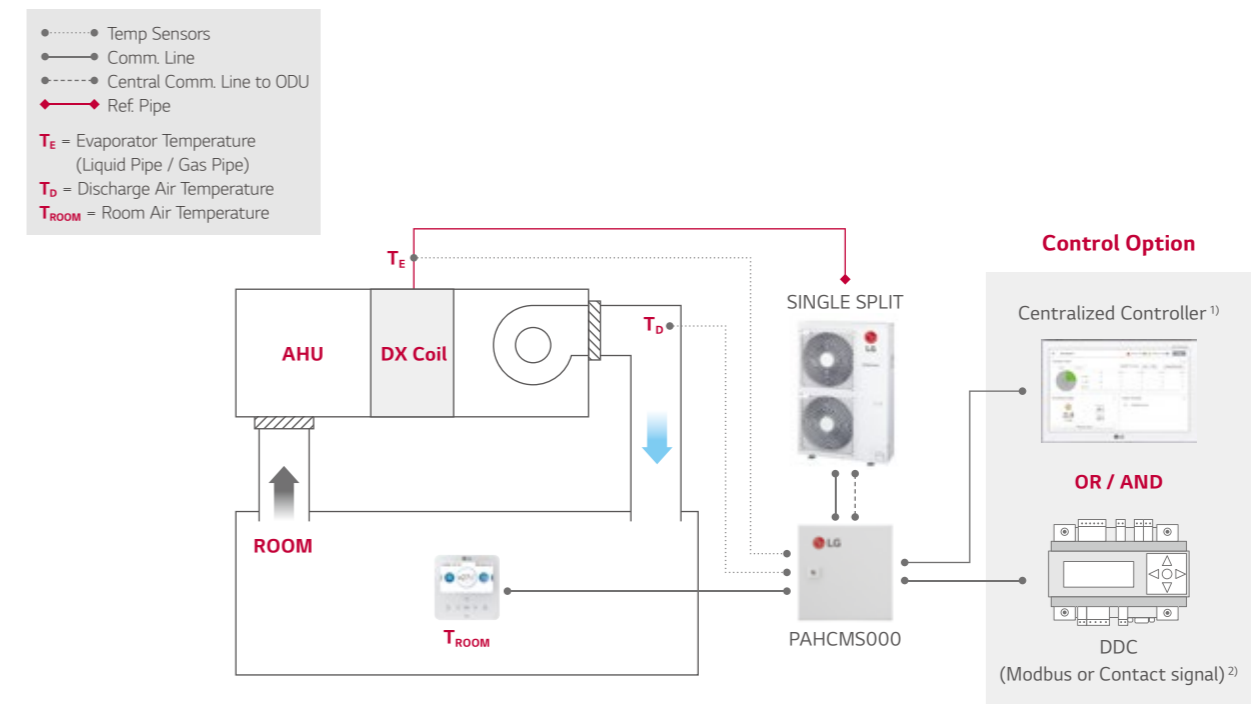 Temp Sensors
Comm. Line
Central Comm. Line to ODU
Ref. Pipe
TE = Evaporator Temperature
(Liquid Pipe / Gas Pipe)
TD = Discharge Air Temperature
TROOM = Room Air Temperature
Control Option
TE
SINGLE SPLIT
Centralized Controller 1)
TD
LG
AHU
DX Coil
LG
OR / AND
LG
ROOM
TROOM
PAHCMS000
DDC
(Modbus or Contact signal) 2)